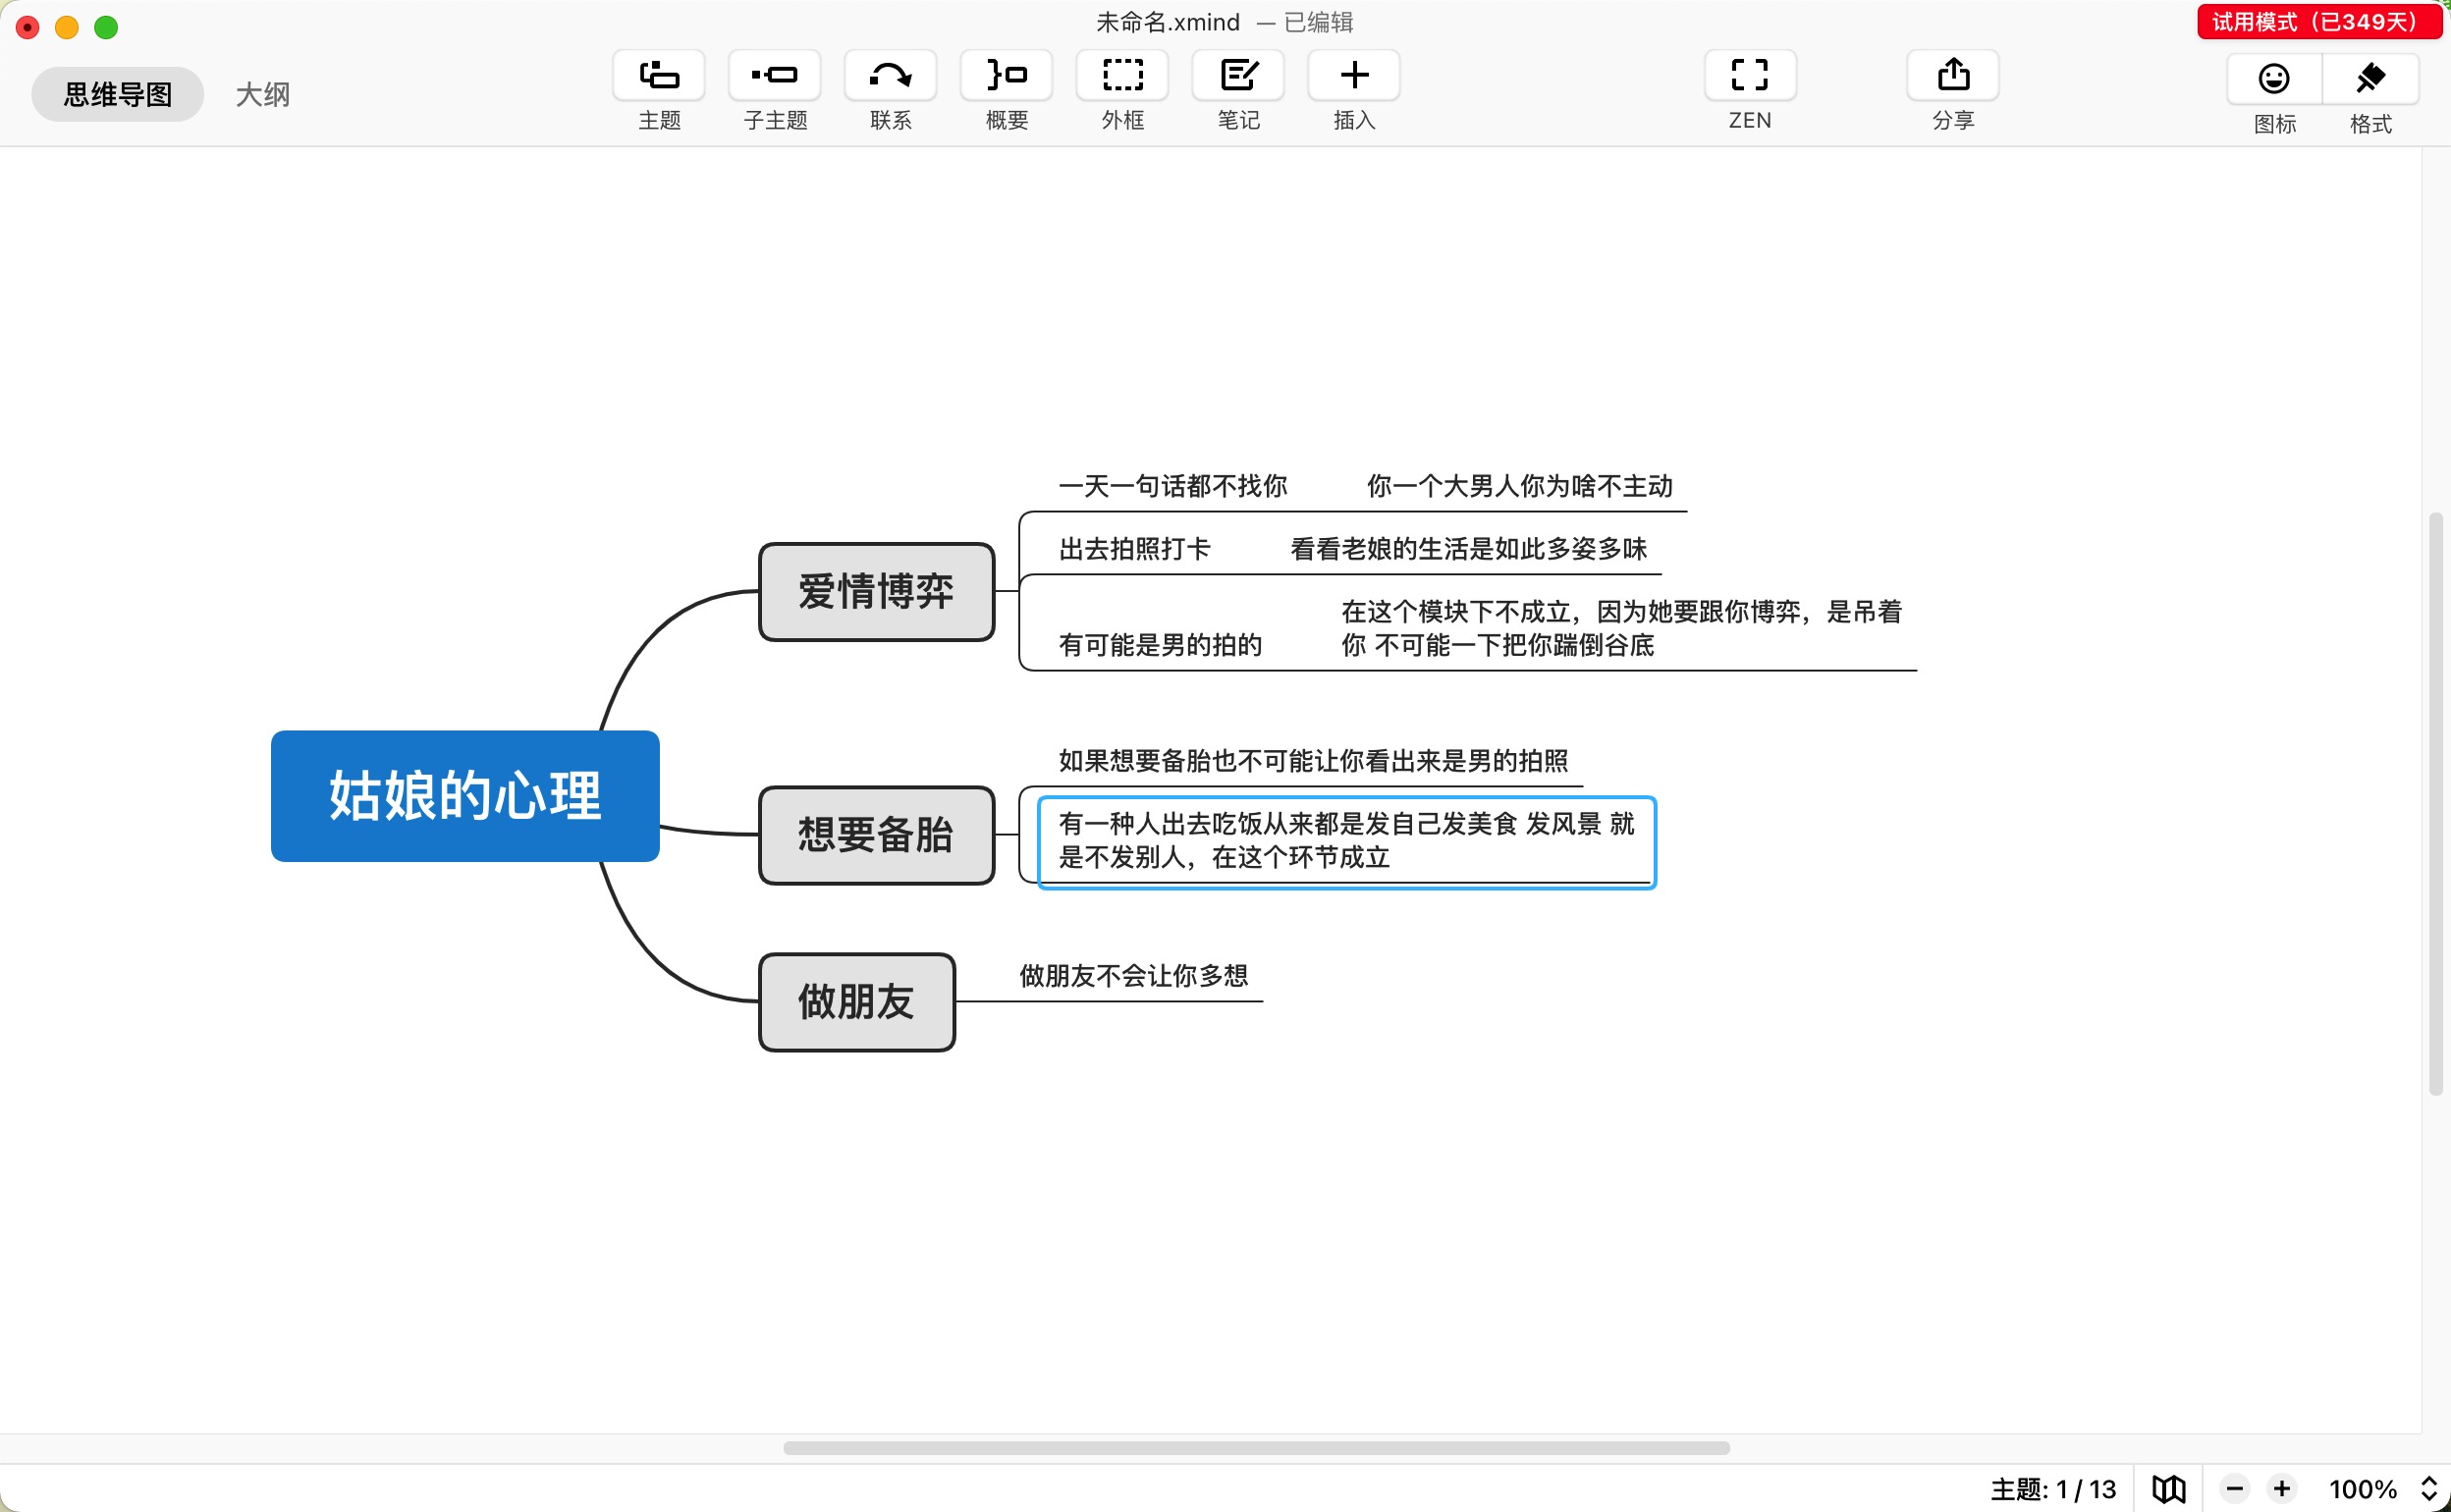 未命名.xmind — 已编辑
试用模式（已349天）
思维导图
大纲
主题
子主题
联系
概要
外框
笔记
插入
ZEN
分享
图标
格式
一天一句话都不找你
你一个大男人你为啥不主动
出去拍照打卡
看看老娘的生活是如此多姿多味
爱情博弈
有可能是男的拍的
在这个模块下不成立，因为她要跟你博弈，是吊着
你 不可能一下把你踹倒谷底
姑娘的心理
如果想要备胎也不可能让你看出来是男的拍照
想要备胎
有一种人出去吃饭从来都是发自己发美食 发风景 就
是不发别人，在这个环节成立
做朋友
做朋友不会让你多想
主题: 1 / 13
100%